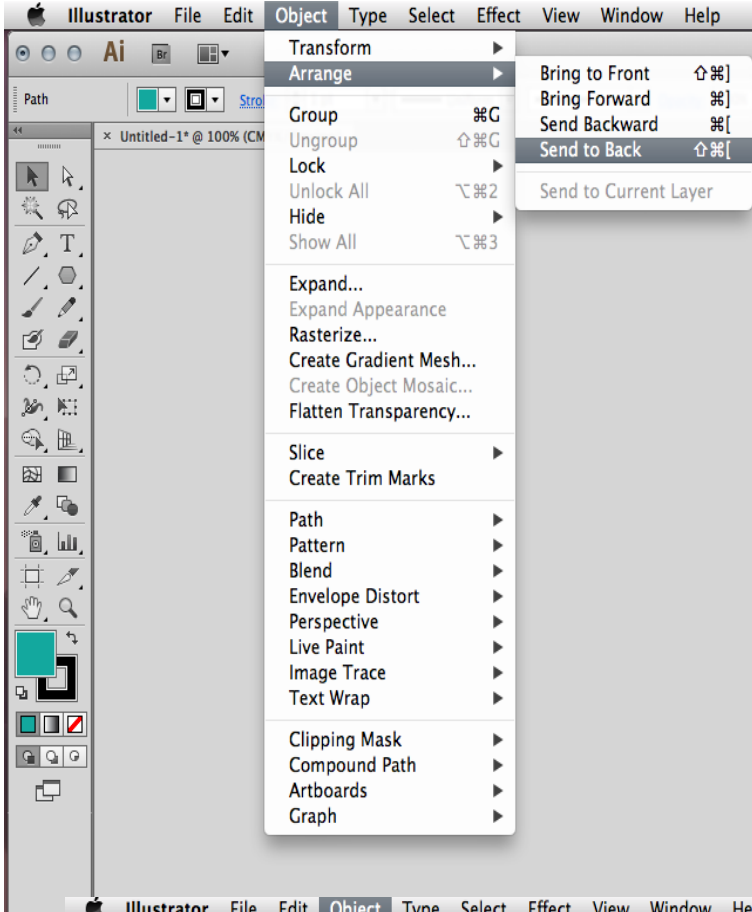 Illustrator File Edit Object Type Select Effect View Window Help
Ai Br
Path
Stro
× Untitled-1* @ 100% (CM
Transform
Arrange
Group ⌘G
Ungroup ⇧⌘G
Lock
Unlock All ⌥⌘2
Hide
Show All ⌥⌘3
Expand...
Expand Appearance
Rasterize...
Create Gradient Mesh...
Create Object Mosaic...
Flatten Transparency...
Slice
Create Trim Marks
Path
Pattern
Blend
Envelope Distort
Perspective
Live Paint
Image Trace
Text Wrap
Clipping Mask
Compound Path
Artboards
Graph
Bring to Front ⇧⌘]
Bring Forward ⌘]
Send Backward ⌘[
Send to Back ⇧⌘[
Send to Current Layer
Illustrator File Edit Object Type Select Effect View Window He